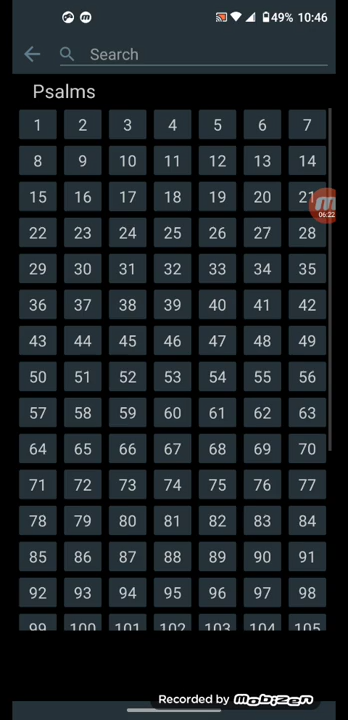 49% 10:46
Search
Psalms
1 2 3 4 5 6 7
8 9 10 11 12 13 14
15 16 17 18 19 20 21
06:22
22 23 24 25 26 27 28
29 30 31 32 33 34 35
36 37 38 39 40 41 42
43 44 45 46 47 48 49
50 51 52 53 54 55 56
57 58 59 60 61 62 63
64 65 66 67 68 69 70
71 72 73 74 75 76 77
78 79 80 81 82 83 84
85 86 87 88 89 90 91
92 93 94 95 96 97 98
99 100 101 102 103 104 105
Recorded by mobizen